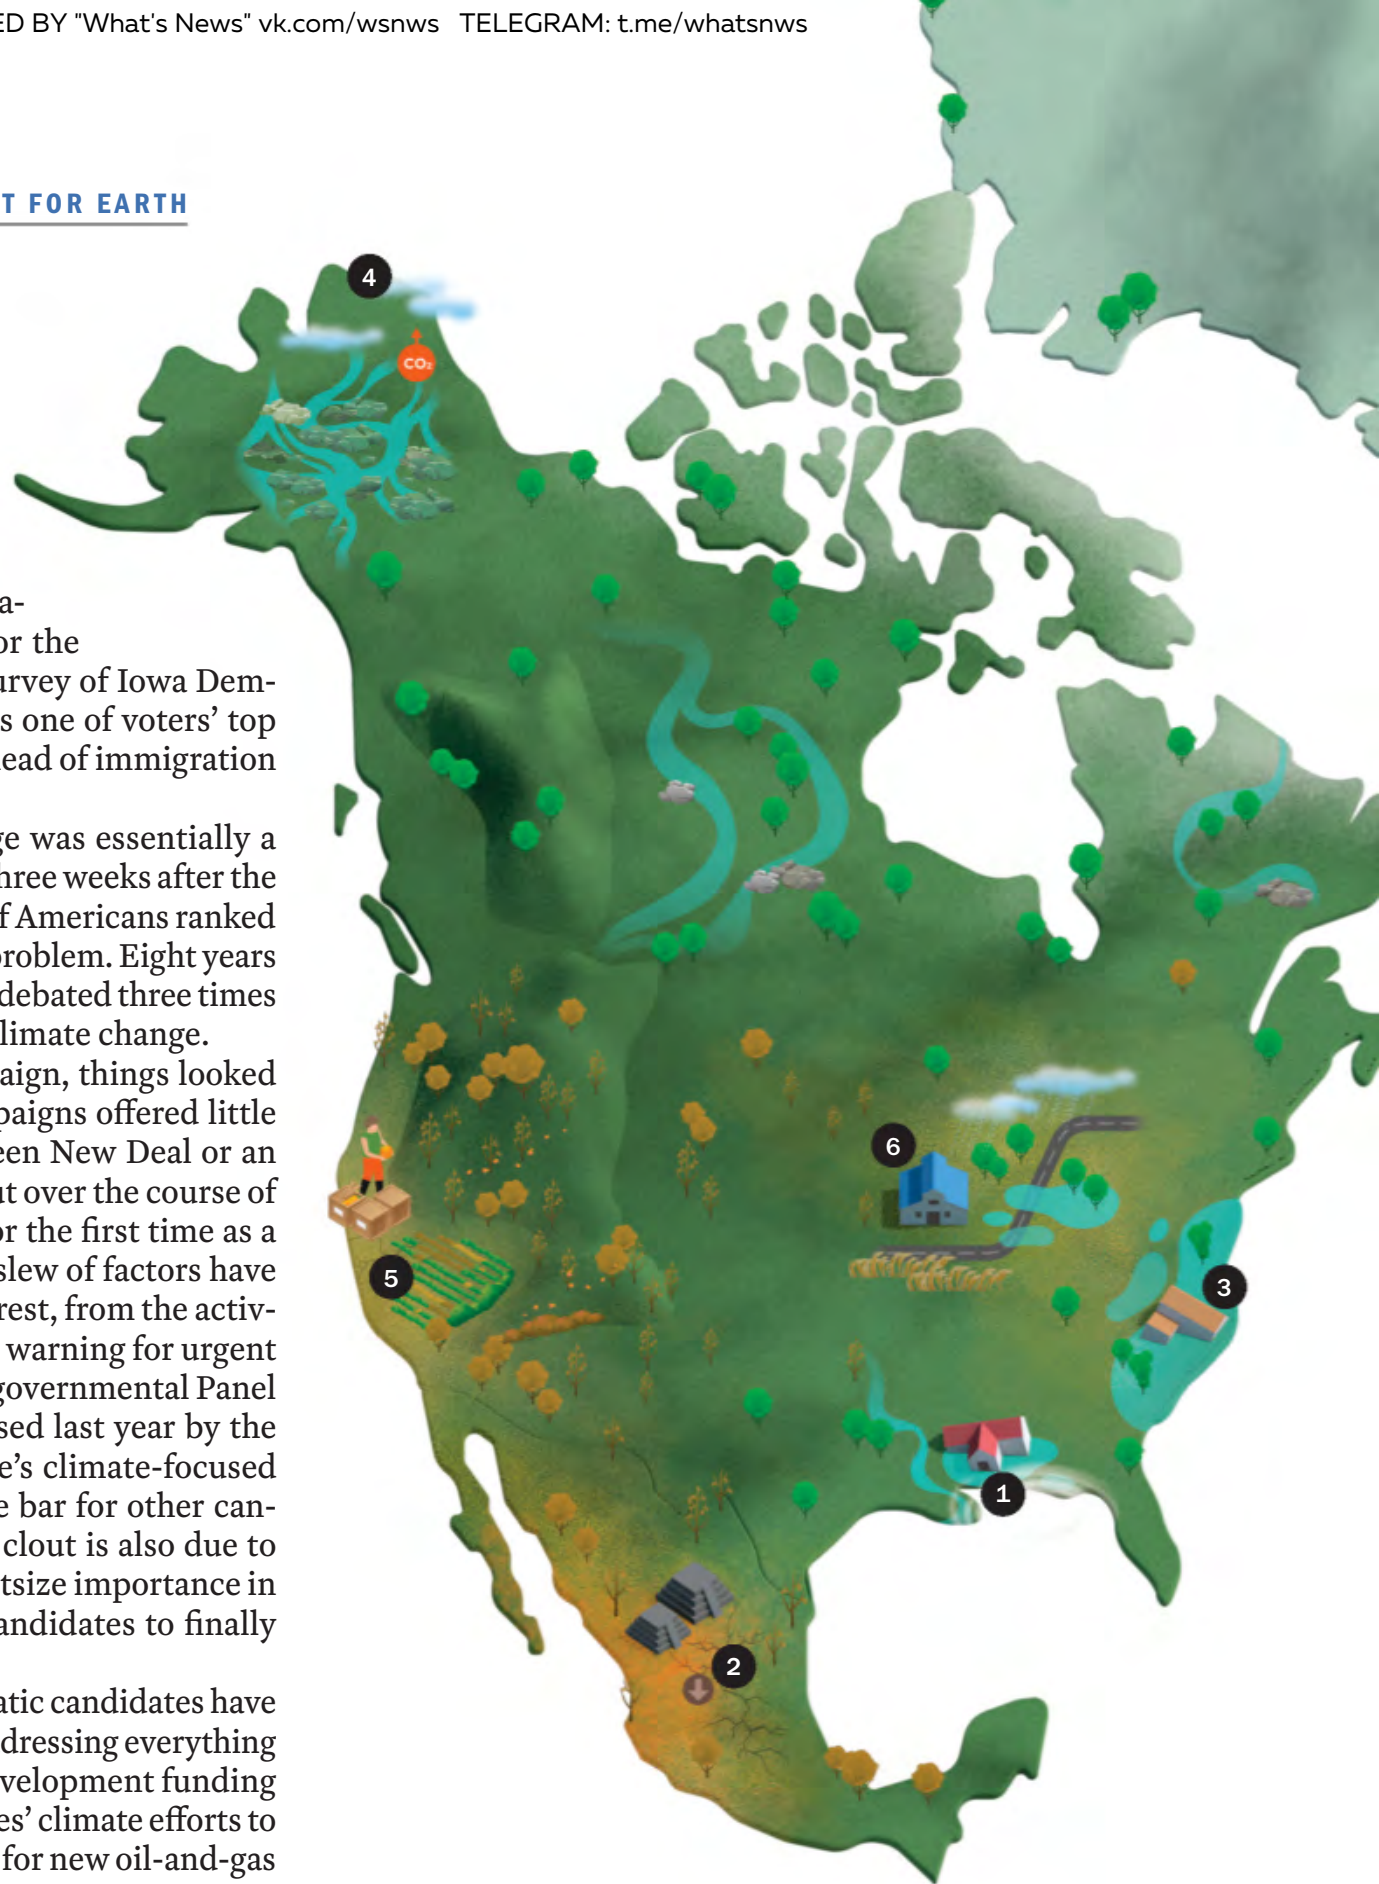 ED BY "What's News" vk.com/wsnws TELEGRAM: t.me/whatsnws
T FOR EARTH
a-
or the
urvey of Iowa Dem-
s one of voters' top
ead of immigration
ge was essentially a
hree weeks after the
f Americans ranked
problem. Eight years
debated three times
limate change.
aign, things looked
paigns offered little
een New Deal or an
ut over the course of
or the first time as a
slew of factors have
rest, from the activ-
warning for urgent
governmental Panel
sed last year by the
e's climate-focused
e bar for other can-
clout is also due to
tsize importance in
andidates to finally
atic candidates have
dressing everything
velopment funding
es' climate efforts to
for new oil-and-gas
4
CO₂
6
5
3
1
2